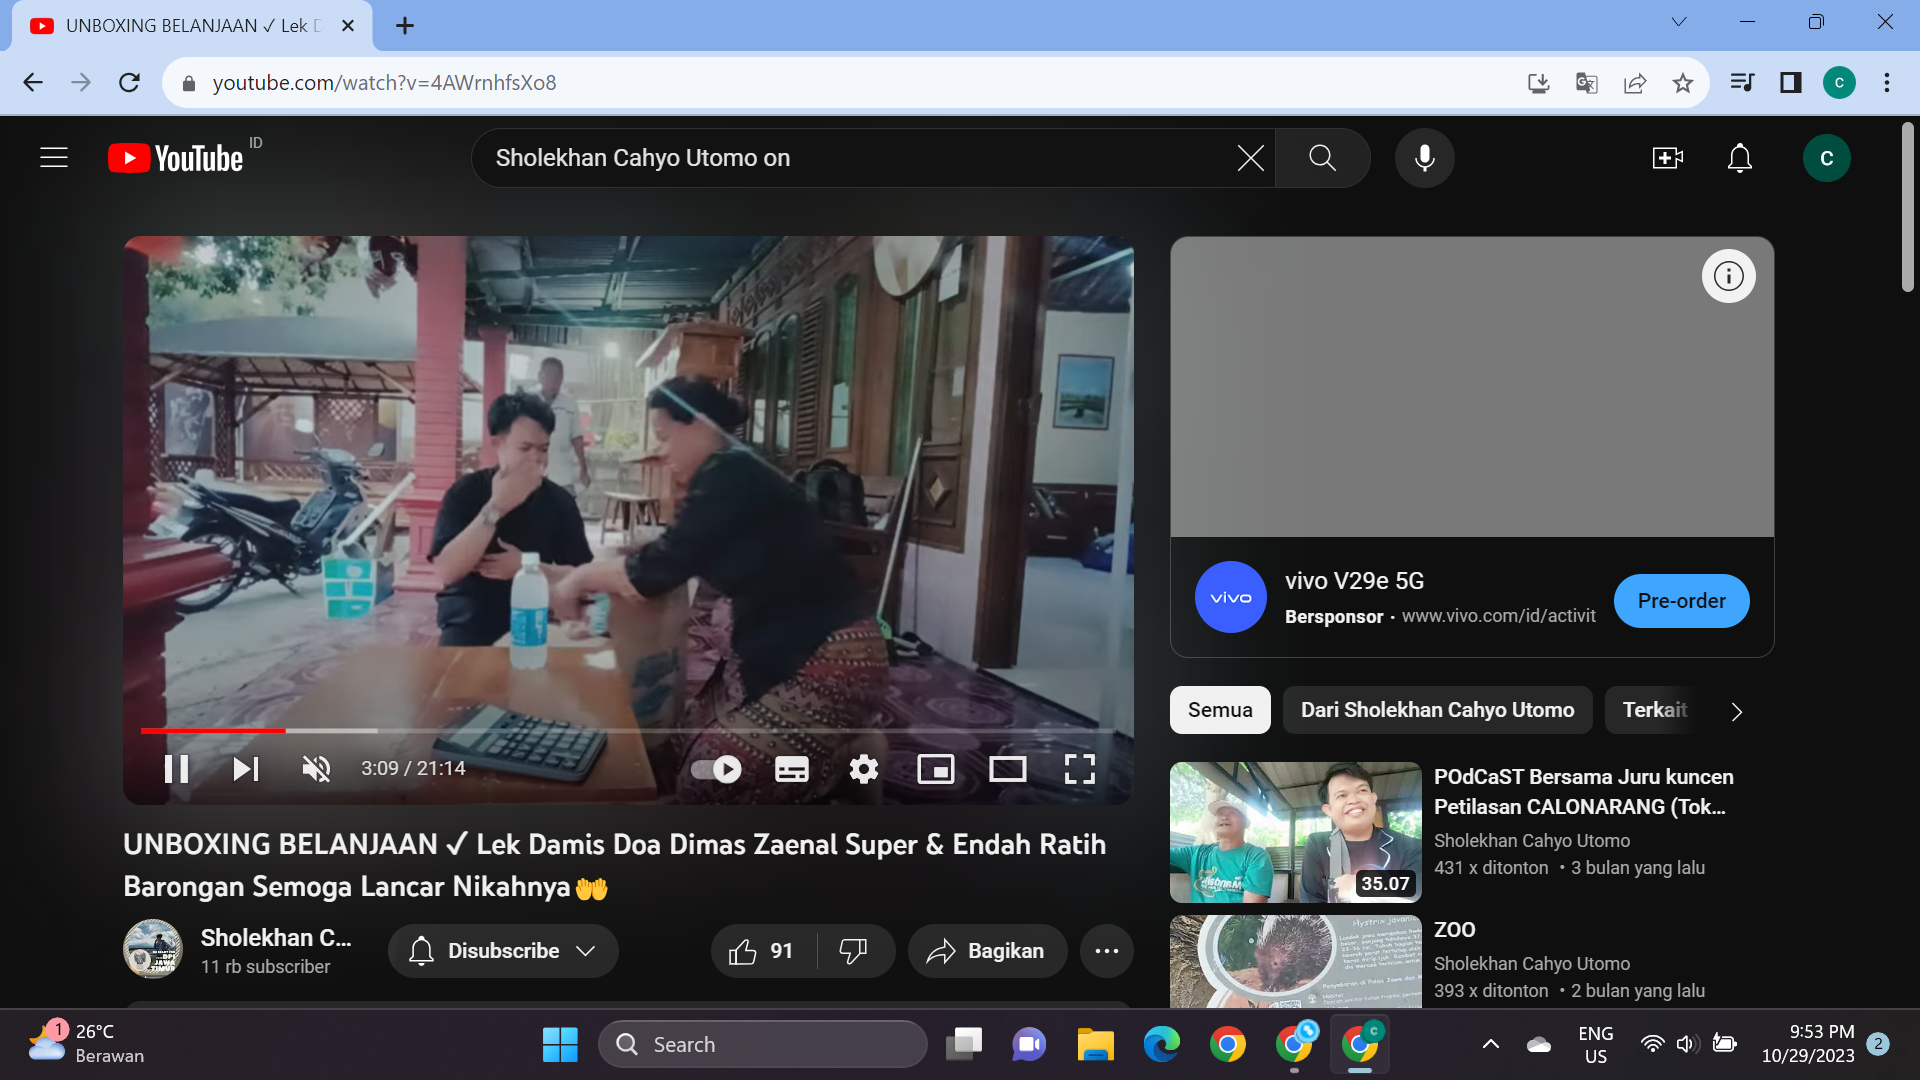 UNBOXING BELANJAAN ✓ Lek D
youtube.com/watch?v=4AWrnhfsXo8
YouTube ID
Sholekhan Cahyo Utomo on
C
3:09 / 21:14
UNBOXING BELANJAAN ✓ Lek Damis Doa Dimas Zaenal Super & Endah Ratih
Barongan Semoga Lancar Nikahnya🤲
Sholekhan C...
11 rb subscriber
Disubscribe
91
Bagikan
vivo
vivo V29e 5G
Bersponsor · www.vivo.com/id/activit
Pre-order
Semua
Dari Sholekhan Cahyo Utomo
Terkait
35.07
POdCaST Bersama Juru kuncen
Petilasan CALONARANG (Tok...
Sholekhan Cahyo Utomo
431 x ditonton • 3 bulan yang lalu
Hystrix javani
ZOO
Sholekhan Cahyo Utomo
393 x ditonton • 2 bulan yang lalu
1
26°C
Berawan
Search
ENG
US
9:53 PM
10/29/2023
2